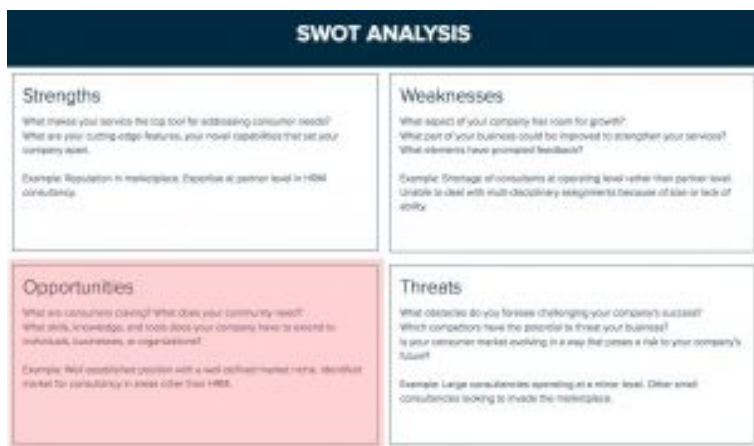 SWOT ANALYSIS
Strengths
What makes your service the top tool for addressing consumer needs?
What are your cutting-edge features, your novel capabilities that set your
company apart.
Example: Reputation in marketplace. Expertise at partner level in HRM
consultancy.
Weaknesses
What aspect of your company has room for growth?
What part of your business could be improved to strengthen your services?
What elements have prompted feedback?
Example: Shortage of consultants at operating level rather than partner level.
Unable to deal with multi-disciplinary assignments because of size or lack of
ability.
Opportunities
What are consumers craving? What does your community need?
What skills, knowledge, and tools does your company have to extend to
individuals, businesses, or organizations?
Example: Well established position with a well defined market niche, identified
market for consultancy in areas other than HRM.
Threats
What obstacles do you foresee challenging your company's success?
Which competitors have the potential to threat your business?
Is your consumer market evolving in a way that poses a risk to your company's
future?
Example: Large consultancies operating at a minor level. Other small
consultancies looking to invade the marketplace.